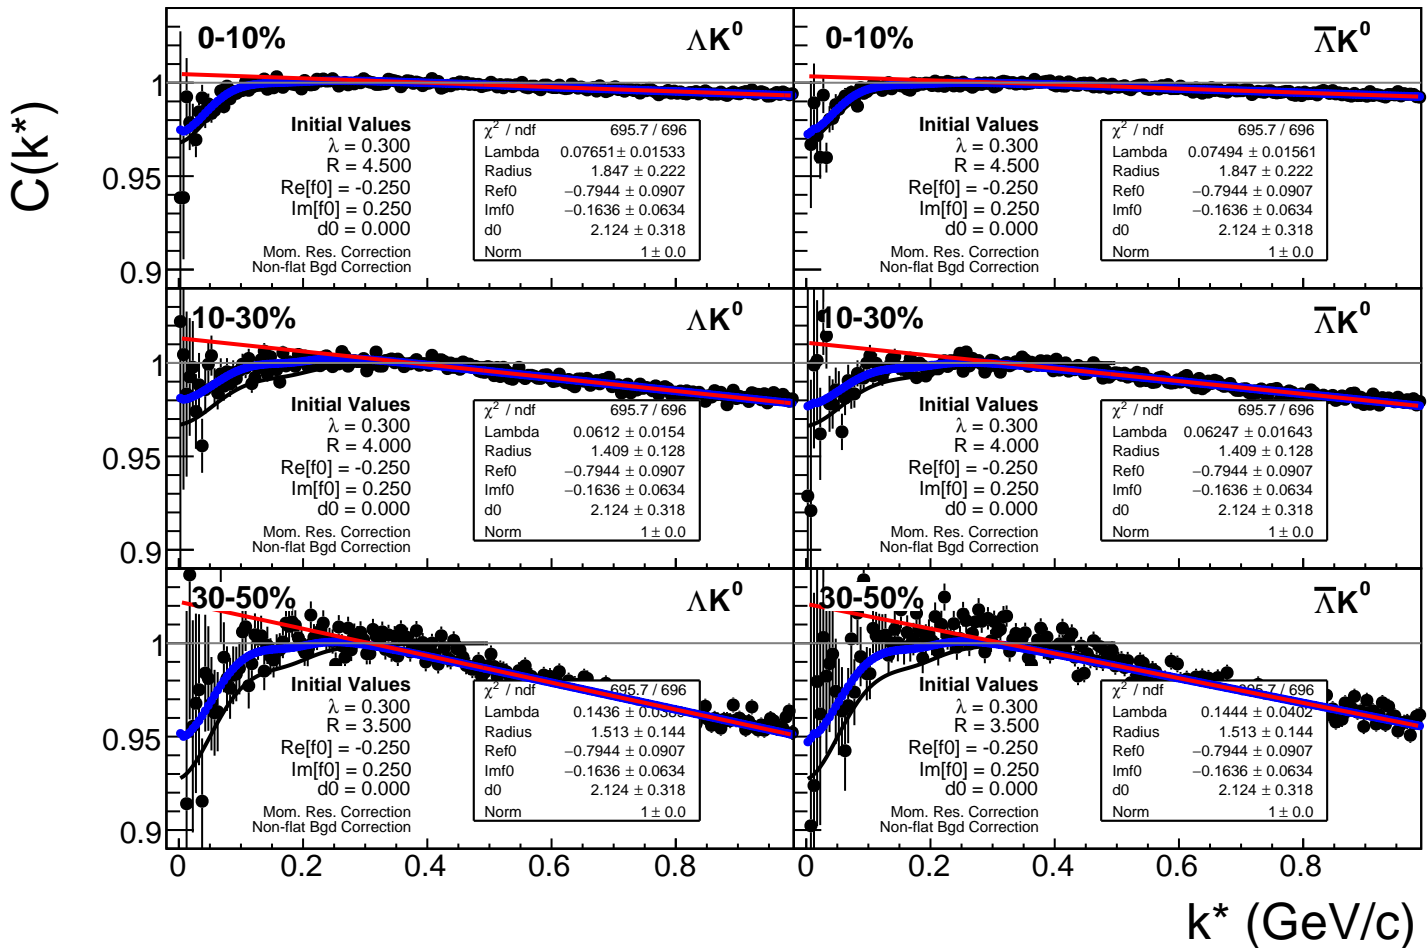 C(k*)
0-10%
ΛK⁰
1
0.95
0.9
Initial Values
λ = 0.300
R = 4.500
Re[f0] = -0.250
Im[f0] = 0.250
d0 = 0.000
Mom. Res. Correction
Non-flat Bgd Correction
χ² / ndf 695.7 / 696
Lambda 0.07651 ± 0.01533
Radius 1.847 ± 0.222
Ref0 −0.7944 ± 0.0907
Imf0 −0.1636 ± 0.0634
d0 2.124 ± 0.318
Norm 1 ± 0.0
0-10%
Λ̅K⁰
Initial Values
λ = 0.300
R = 4.500
Re[f0] = -0.250
Im[f0] = 0.250
d0 = 0.000
Mom. Res. Correction
Non-flat Bgd Correction
χ² / ndf 695.7 / 696
Lambda 0.07494 ± 0.01561
Radius 1.847 ± 0.222
Ref0 −0.7944 ± 0.0907
Imf0 −0.1636 ± 0.0634
d0 2.124 ± 0.318
Norm 1 ± 0.0
10-30%
ΛK⁰
1
0.95
0.9
Initial Values
λ = 0.300
R = 4.000
Re[f0] = -0.250
Im[f0] = 0.250
d0 = 0.000
Mom. Res. Correction
Non-flat Bgd Correction
χ² / ndf 695.7 / 696
Lambda 0.0612 ± 0.0154
Radius 1.409 ± 0.128
Ref0 −0.7944 ± 0.0907
Imf0 −0.1636 ± 0.0634
d0 2.124 ± 0.318
Norm 1 ± 0.0
10-30%
Λ̅K⁰
Initial Values
λ = 0.300
R = 4.000
Re[f0] = -0.250
Im[f0] = 0.250
d0 = 0.000
Mom. Res. Correction
Non-flat Bgd Correction
χ² / ndf 695.7 / 696
Lambda 0.06247 ± 0.01643
Radius 1.409 ± 0.128
Ref0 −0.7944 ± 0.0907
Imf0 −0.1636 ± 0.0634
d0 2.124 ± 0.318
Norm 1 ± 0.0
30-50%
ΛK⁰
1
0.95
0.9
Initial Values
λ = 0.300
R = 3.500
Re[f0] = -0.250
Im[f0] = 0.250
d0 = 0.000
Mom. Res. Correction
Non-flat Bgd Correction
χ² / ndf 695.7 / 696
Lambda 0.1436 ±
Radius 1.513 ± 0.144
Ref0 −0.7944 ± 0.0907
Imf0 −0.1636 ± 0.0634
d0 2.124 ± 0.318
Norm 1 ± 0.0
30-50%
Λ̅K⁰
Initial Values
λ = 0.300
R = 3.500
Re[f0] = -0.250
Im[f0] = 0.250
d0 = 0.000
Mom. Res. Correction
Non-flat Bgd Correction
χ² / ndf 695.7 / 696
Lambda 0.1444 ± 0.0402
Radius 1.513 ± 0.144
Ref0 −0.7944 ± 0.0907
Imf0 −0.1636 ± 0.0634
d0 2.124 ± 0.318
Norm 1 ± 0.0
0 0.2 0.4 0.6 0.8 0 0.2 0.4 0.6 0.8
k* (GeV/c)